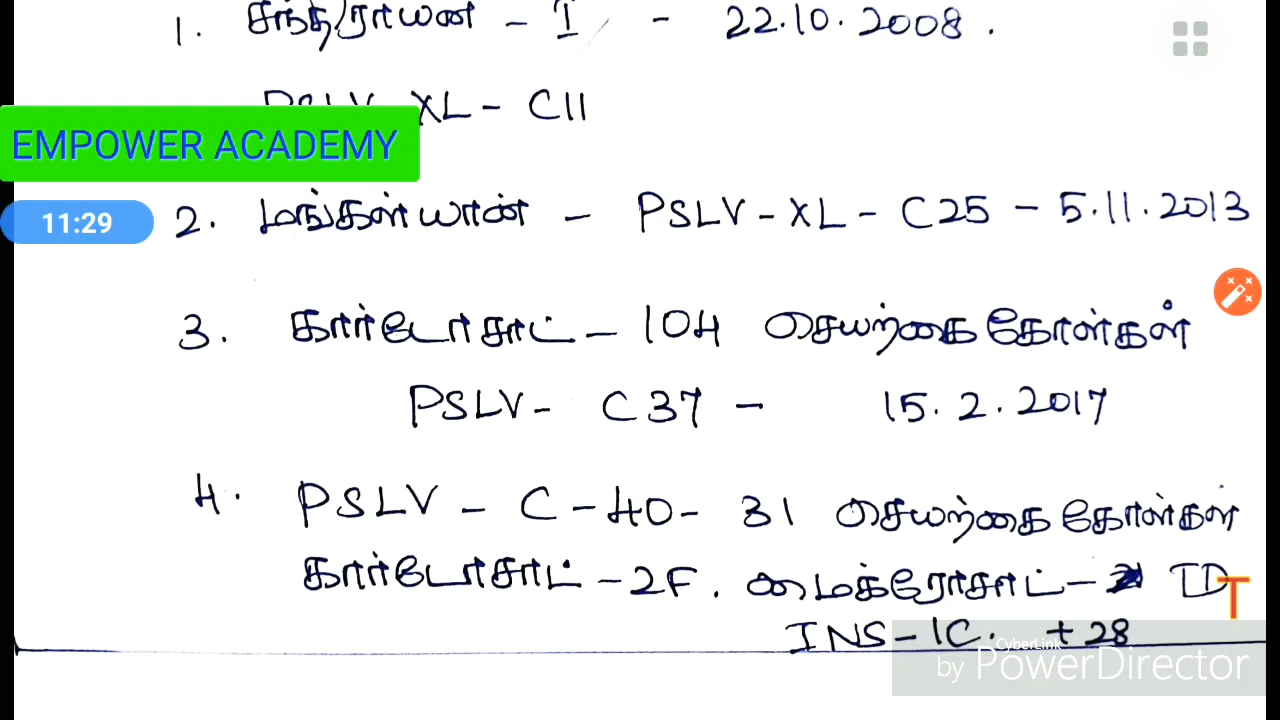 1. சந்த்ராயன் - I - 22.10.2008.
PSLV XL - C11
EMPOWER ACADEMY
11:29
2. மங்கள்யான் - PSLV - XL - C25 - 5.11.2013
3. கார்டோசாட் - 104 செயற்கை கோள்கள்
PSLV - C37 - 15.2.2017
4. PSLV - C - 40 - 31 செயற்கை கோள்கள்
கார்டோசாட் - 2F. மைக்ரோசாட் - TD
T
INS - 1C. + 28
CyberLink
by PowerDirector